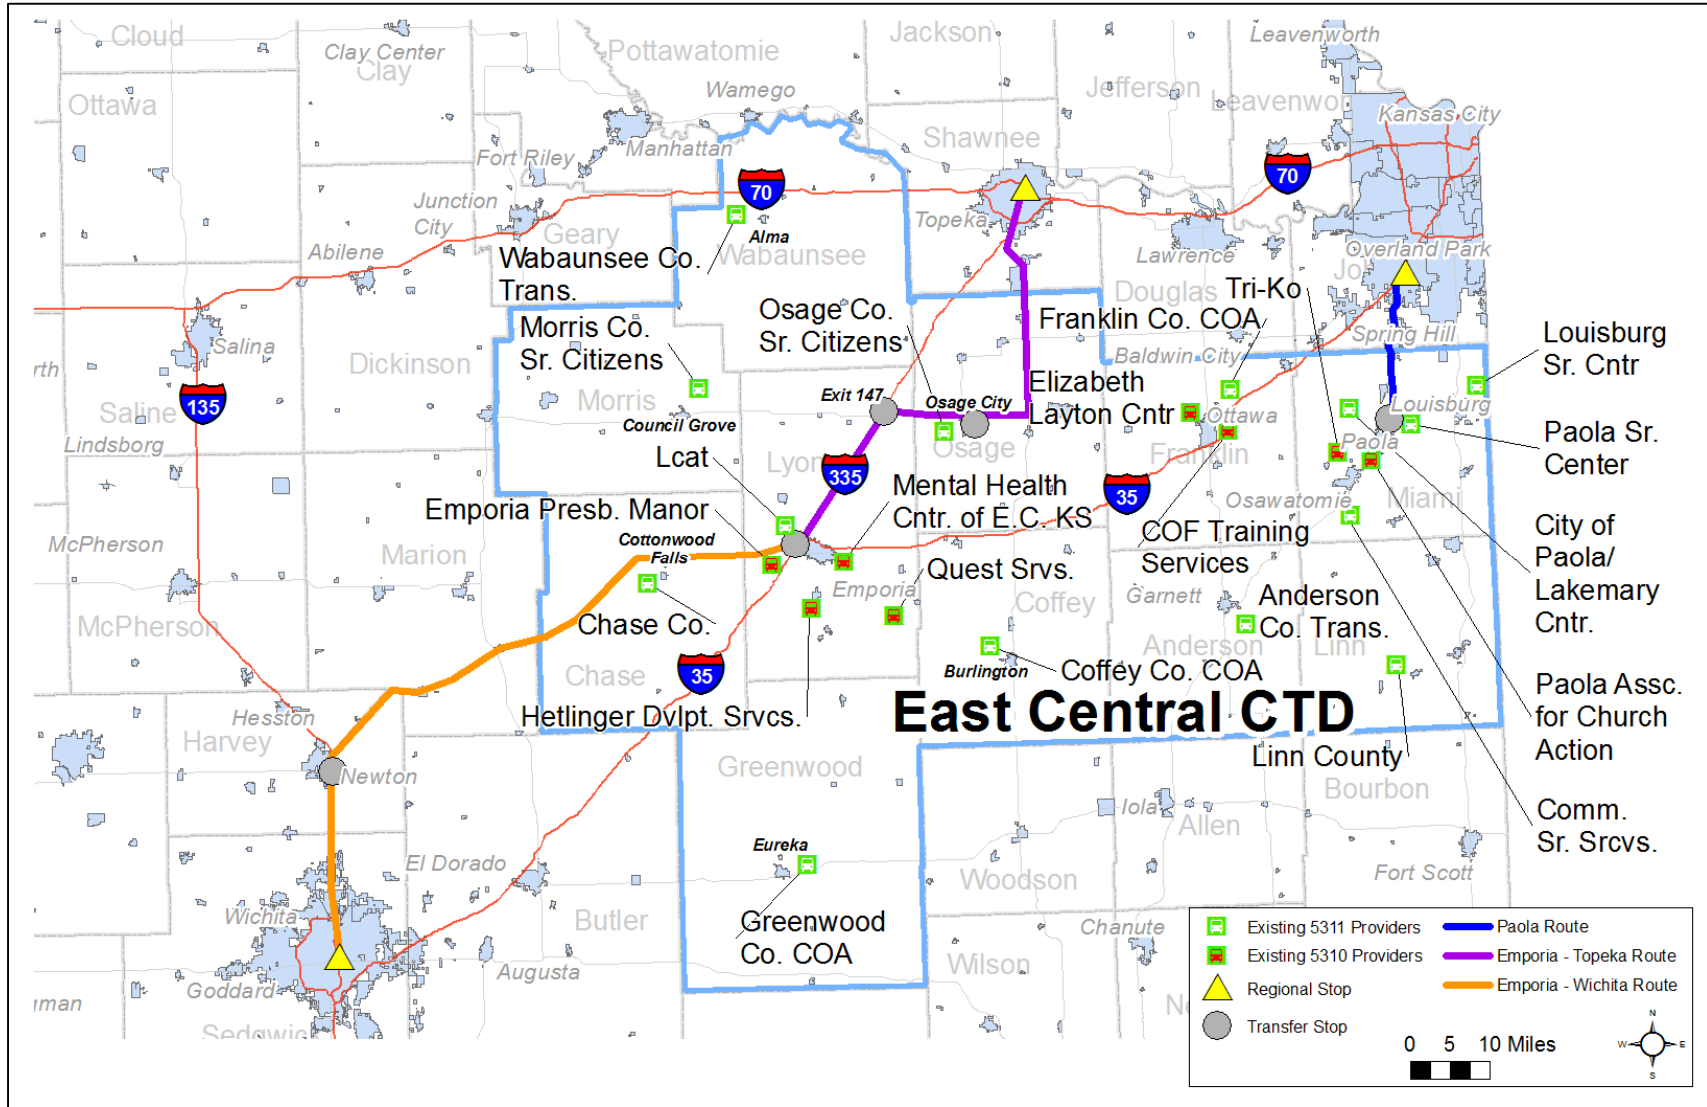 Cloud
Clay Center
Clay
Pottawatomie
Jackson
Leavenworth
Ottawa
Wamego
Jefferson
Leavenwor
Kansas City
Shawnee
Fort Riley
Manhattan
70
70
Junction
City
Topeka
Geary
Alma
Wabaunsee
Lawrence
Overland Park
Jo
Abilene
Wabaunsee Co.
Trans.
Douglas
Tri-Ko
Osage Co.
Sr. Citizens
Franklin Co. COA
Spring Hill
Louisburg
Sr. Cntr
Salina
Morris Co.
Sr. Citizens
Baldwin City
rth
Dickinson
Elizabeth
Layton Cntr
Exit 147
Osage City
Saline
135
Morris
Council Grove
Ottawa
Louisburg
Lindsborg
Paola Sr.
Center
Lcat
Lyon
Osage
Franklin
Paola
335
35
Mental Health
Cntr. of E.C. KS
Osawatomie
Miami
Emporia Presb. Manor
McPherson
Marion
Cottonwood
Falls
COF Training
Services
City of
Paola/
Lakemary
Cntr.
Quest Srvs.
Emporia
Coffey
Garnett
Anderson
Co. Trans.
McPherson
Chase Co.
Anderson
Linn
Chase
35
Burlington
Coffey Co. COA
Paola Assc.
for Church
Action
Hetlinger Dvlpt. Srvcs.
East Central CTD
Hesston
Harvey
Linn County
Newton
Greenwood
Bourbon
Iola
Allen
Comm.
Sr. Srcvs.
Eureka
El Dorado
Fort Scott
Woodson
Wichita
Butler
Greenwood
Co. COA
Chanute
Augusta
Wilson
Goddard
uman
Sedgwic
Ne
Existing 5311 Providers
Existing 5310 Providers
Regional Stop
Transfer Stop
Paola Route
Emporia - Topeka Route
Emporia - Wichita Route
0 5 10 Miles
N
W
E
S